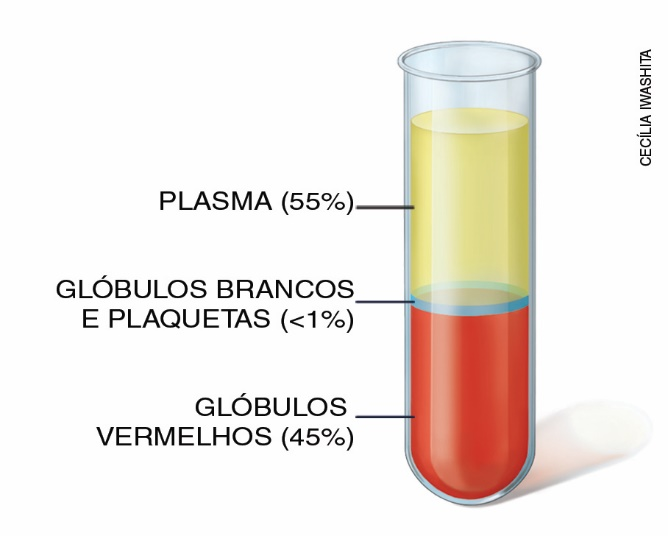 PLASMA (55%)
GLÓBULOS BRANCOS
E PLAQUETAS (<1%)
GLÓBULOS
VERMELHOS (45%)
CECÍLIA IWASHITA